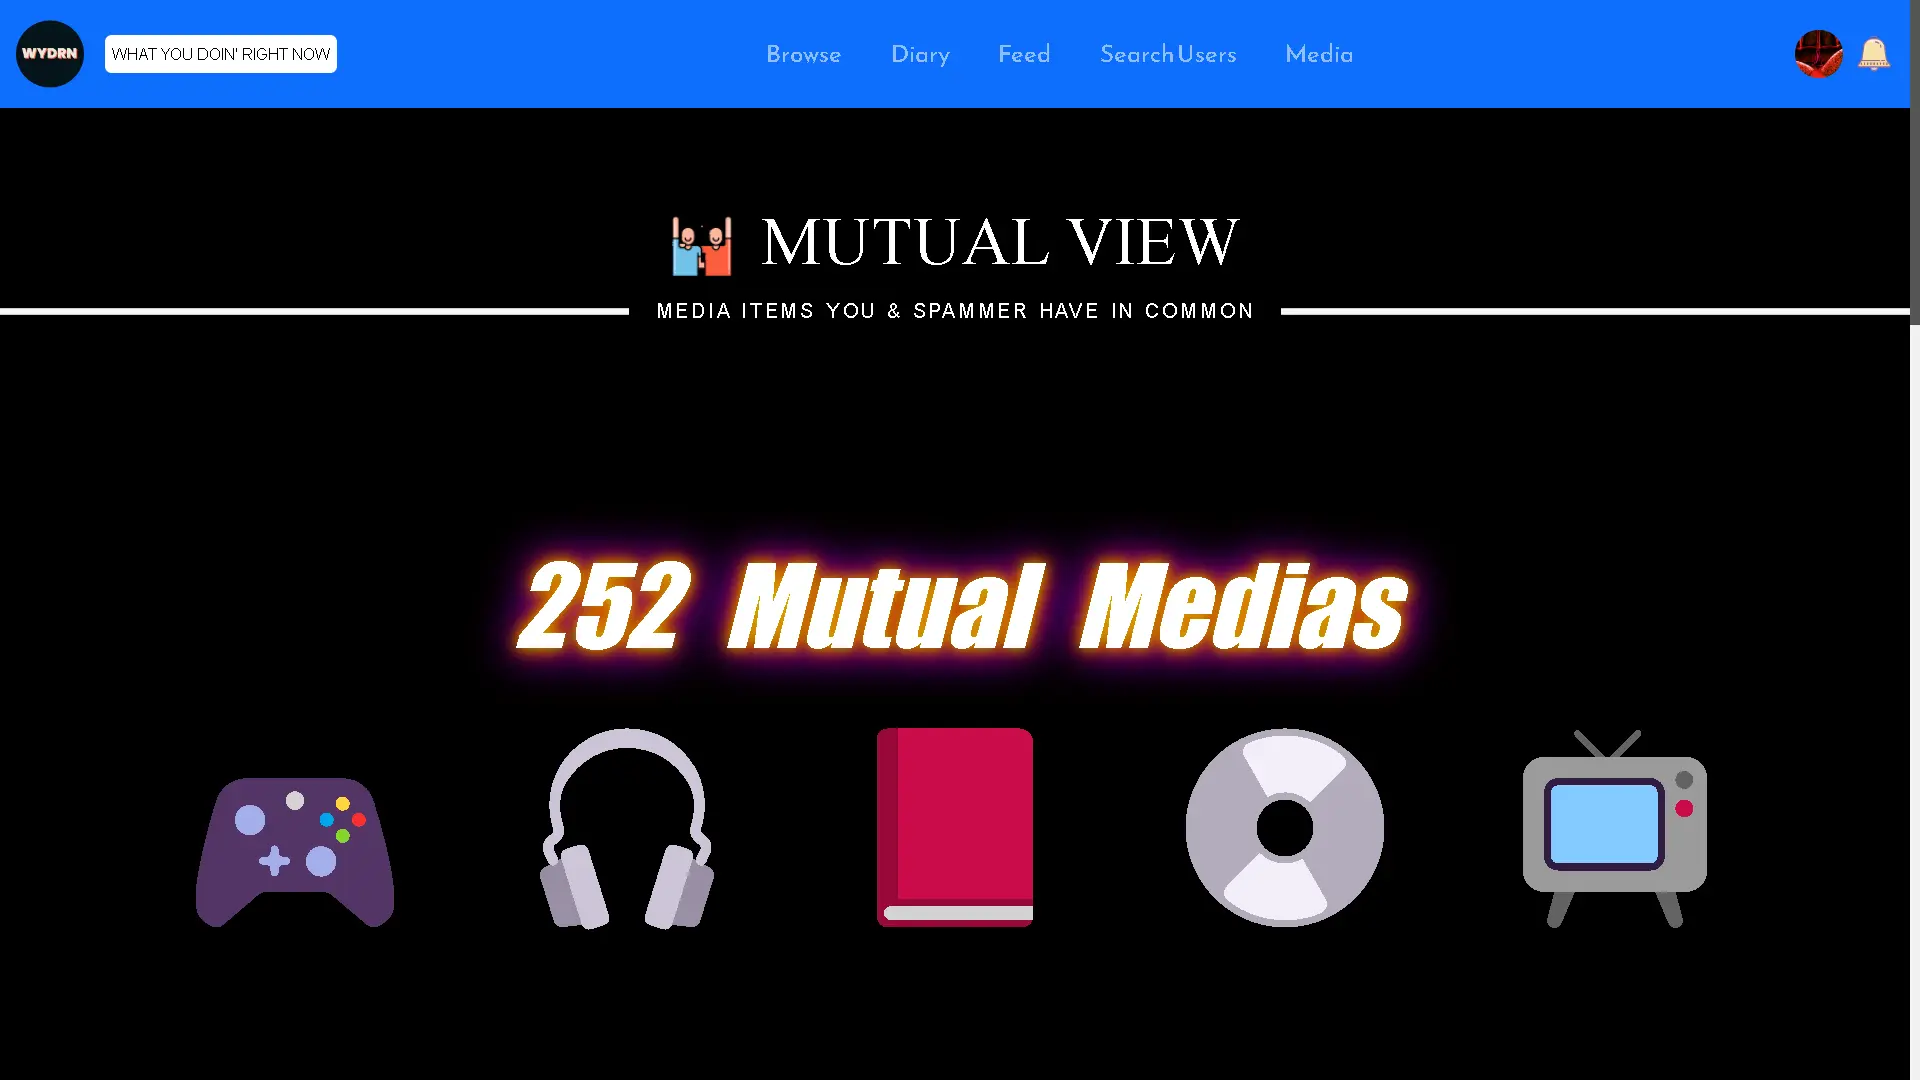 WYDRN
WHAT YOU DOIN' RIGHT NOW
Browse Diary Feed Search Users Media
MUTUAL VIEW
MEDIA ITEMS YOU & SPAMMER HAVE IN COMMON
252 Mutual Medias